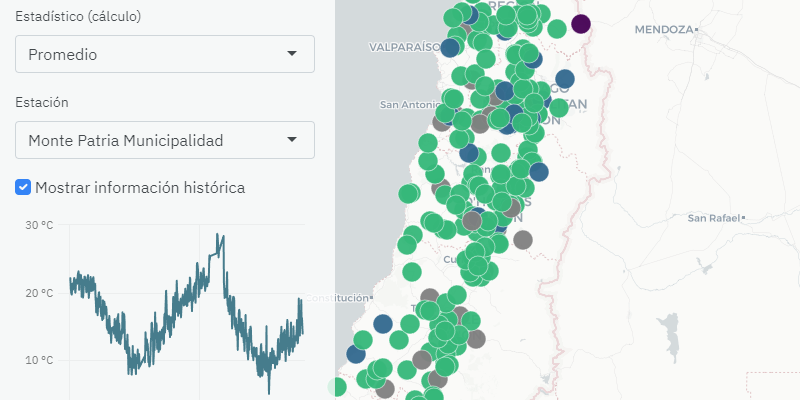 Estadístico (cálculo)
Promedio
Estación
Monte Patria Municipalidad
Mostrar información histórica
30 °C
20 °C
10 °C
VALPARAÍSO
MENDOZA
San Antonio
San Rafael
Constitución